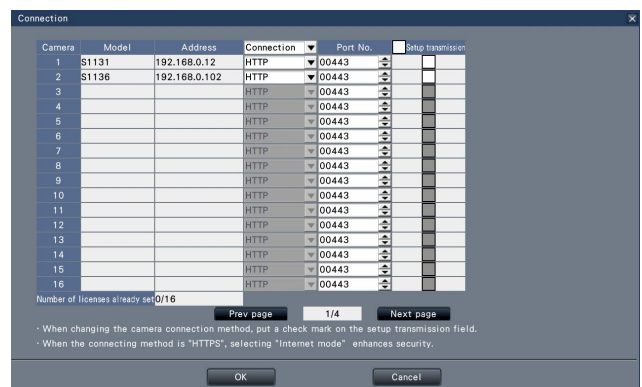 Connection
Camera Model Address Connection Port No. Setup transmission
1 S1131 192.168.0.12 HTTP 00443
2 S1136 192.168.0.102 HTTP 00443
3 HTTP 00443
4 HTTP 00443
5 HTTP 00443
6 HTTP 00443
7 HTTP 00443
8 HTTP 00443
9 HTTP 00443
10 HTTP 00443
11 HTTP 00443
12 HTTP 00443
13 HTTP 00443
14 HTTP 00443
15 HTTP 00443
16 HTTP 00443
Number of licenses already set 0/16
Prev page 1/4 Next page
· When changing the camera connection method, put a check mark on the setup transmission field.
· When the connecting method is "HTTPS", selecting "Internet mode" enhances security.
OK Cancel